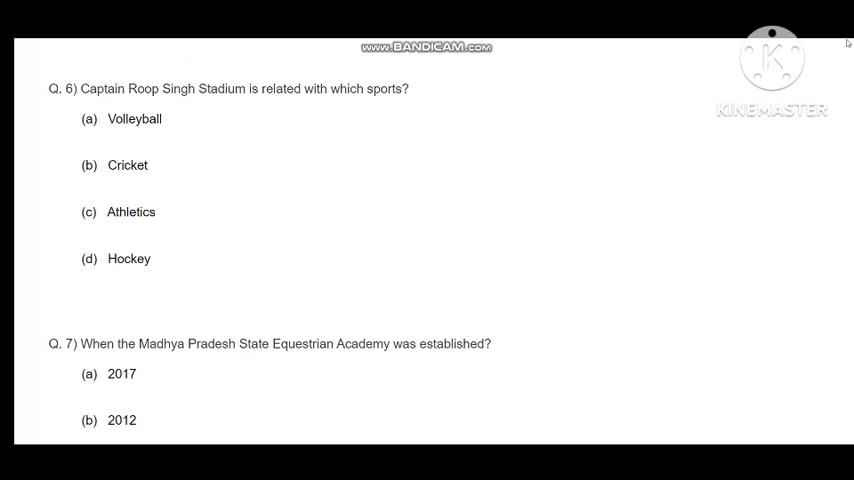 www.BANDICAM.com
K
KINEMASTER
Q. 6) Captain Roop Singh Stadium is related with which sports?
(a) Volleyball
(b) Cricket
(c) Athletics
(d) Hockey
Q. 7) When the Madhya Pradesh State Equestrian Academy was established?
(a) 2017
(b) 2012